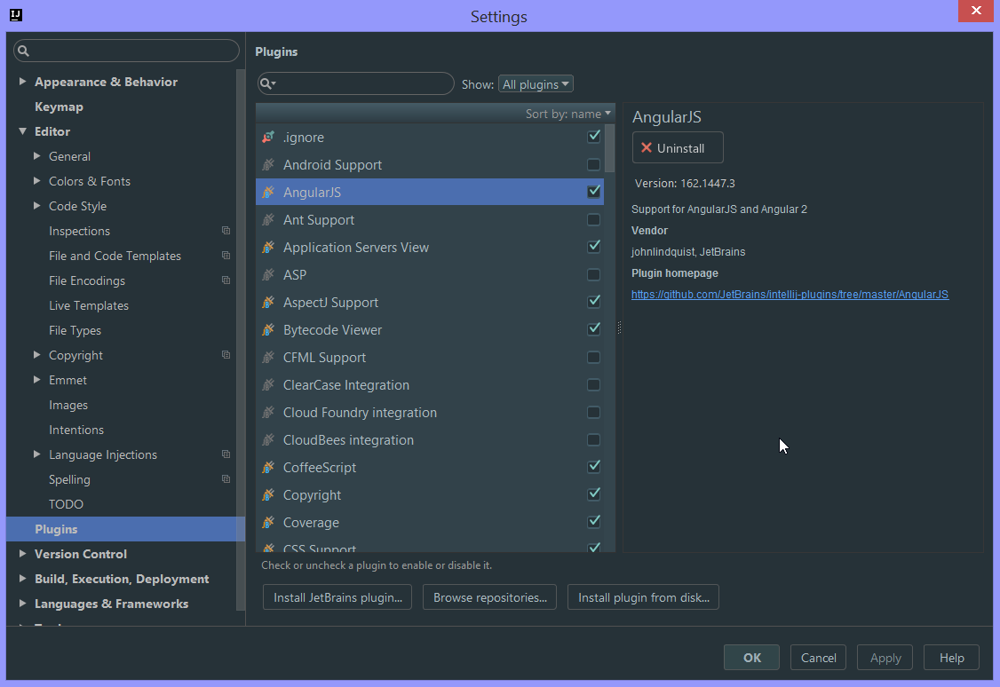 IJ
Settings
Appearance & Behavior
Keymap
Editor
General
Colors & Fonts
Code Style
Inspections
File and Code Templates
File Encodings
Live Templates
File Types
Copyright
Emmet
Images
Intentions
Language Injections
Spelling
TODO
Plugins
Version Control
Build, Execution, Deployment
Languages & Frameworks
Plugins
Show: All plugins
Sort by: name
.ignore
Android Support
AngularJS
Ant Support
Application Servers View
ASP
AspectJ Support
Bytecode Viewer
CFML Support
ClearCase Integration
Cloud Foundry integration
CloudBees integration
CoffeeScript
Copyright
Coverage
CSS Support
Check or uncheck a plugin to enable or disable it.
Install JetBrains plugin... Browse repositories... Install plugin from disk...
AngularJS
Uninstall
Version: 162.1447.3
Support for AngularJS and Angular 2
Vendor
johnlindquist, JetBrains
Plugin homepage
https://github.com/JetBrains/intellij-plugins/tree/master/AngularJS
OK Cancel Apply Help